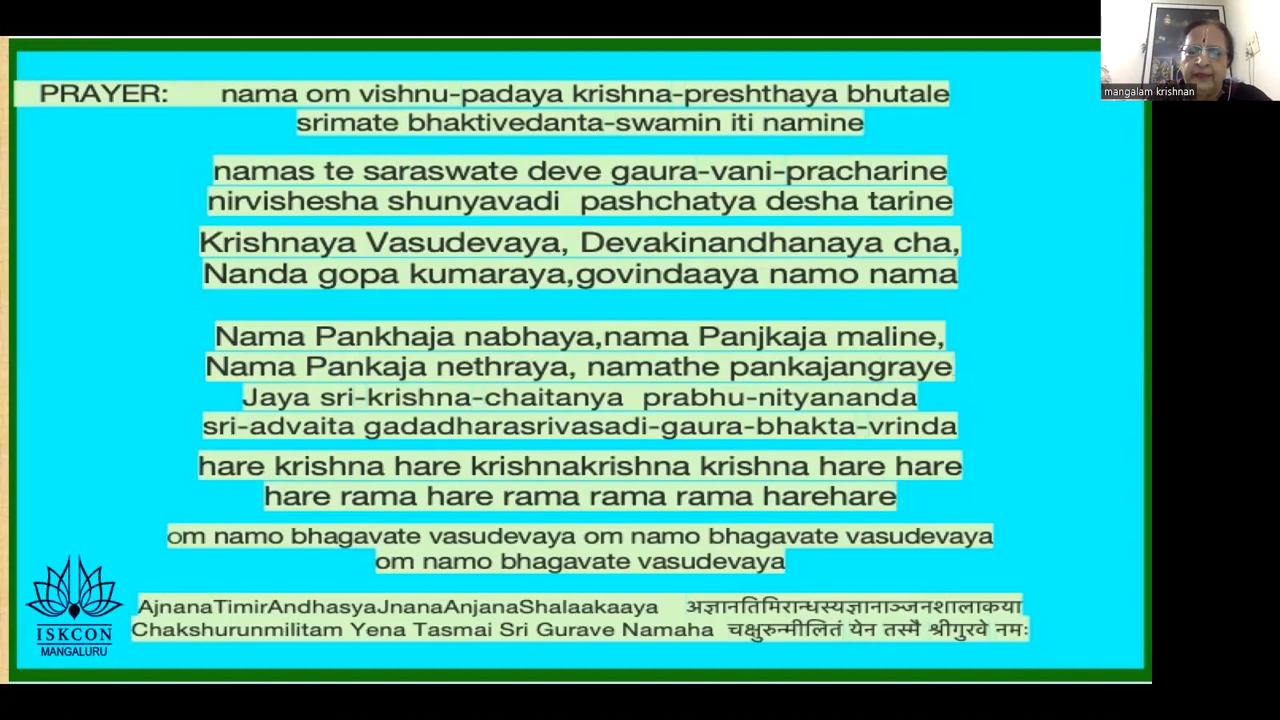 mangalam krishnan
PRAYER: nama om vishnu-padaya krishna-preshthaya bhutale
srimate bhaktivedanta-swamin iti namine
namas te saraswate deve gaura-vani-pracharine
nirvishesha shunyavadi pashchatya desha tarine
Krishnaya Vasudevaya, Devakinandhanaya cha,
Nanda gopa kumaraya,govindaaya namo nama
Nama Pankhaja nabhaya,nama Panjkaja maline,
Nama Pankaja nethraya, namathe pankajangraye
Jaya sri-krishna-chaitanya prabhu-nityananda
sri-advaita gadadharasrivasadi-gaura-bhakta-vrinda
hare krishna hare krishnakrishna krishna hare hare
hare rama hare rama rama rama harehare
om namo bhagavate vasudevaya om namo bhagavate vasudevaya
om namo bhagavate vasudevaya
AjnanaTimirAndhasyaJnanaAnjanaShalaakaaya अज्ञानतिमिरान्धस्यज्ञानाञ्जनशालाकया
Chakshurunmilitam Yena Tasmai Sri Gurave Namaha चक्षुरुन्मीलितं येन तस्मै श्रीगुरवे नमः
ISKCON
MANGALURU